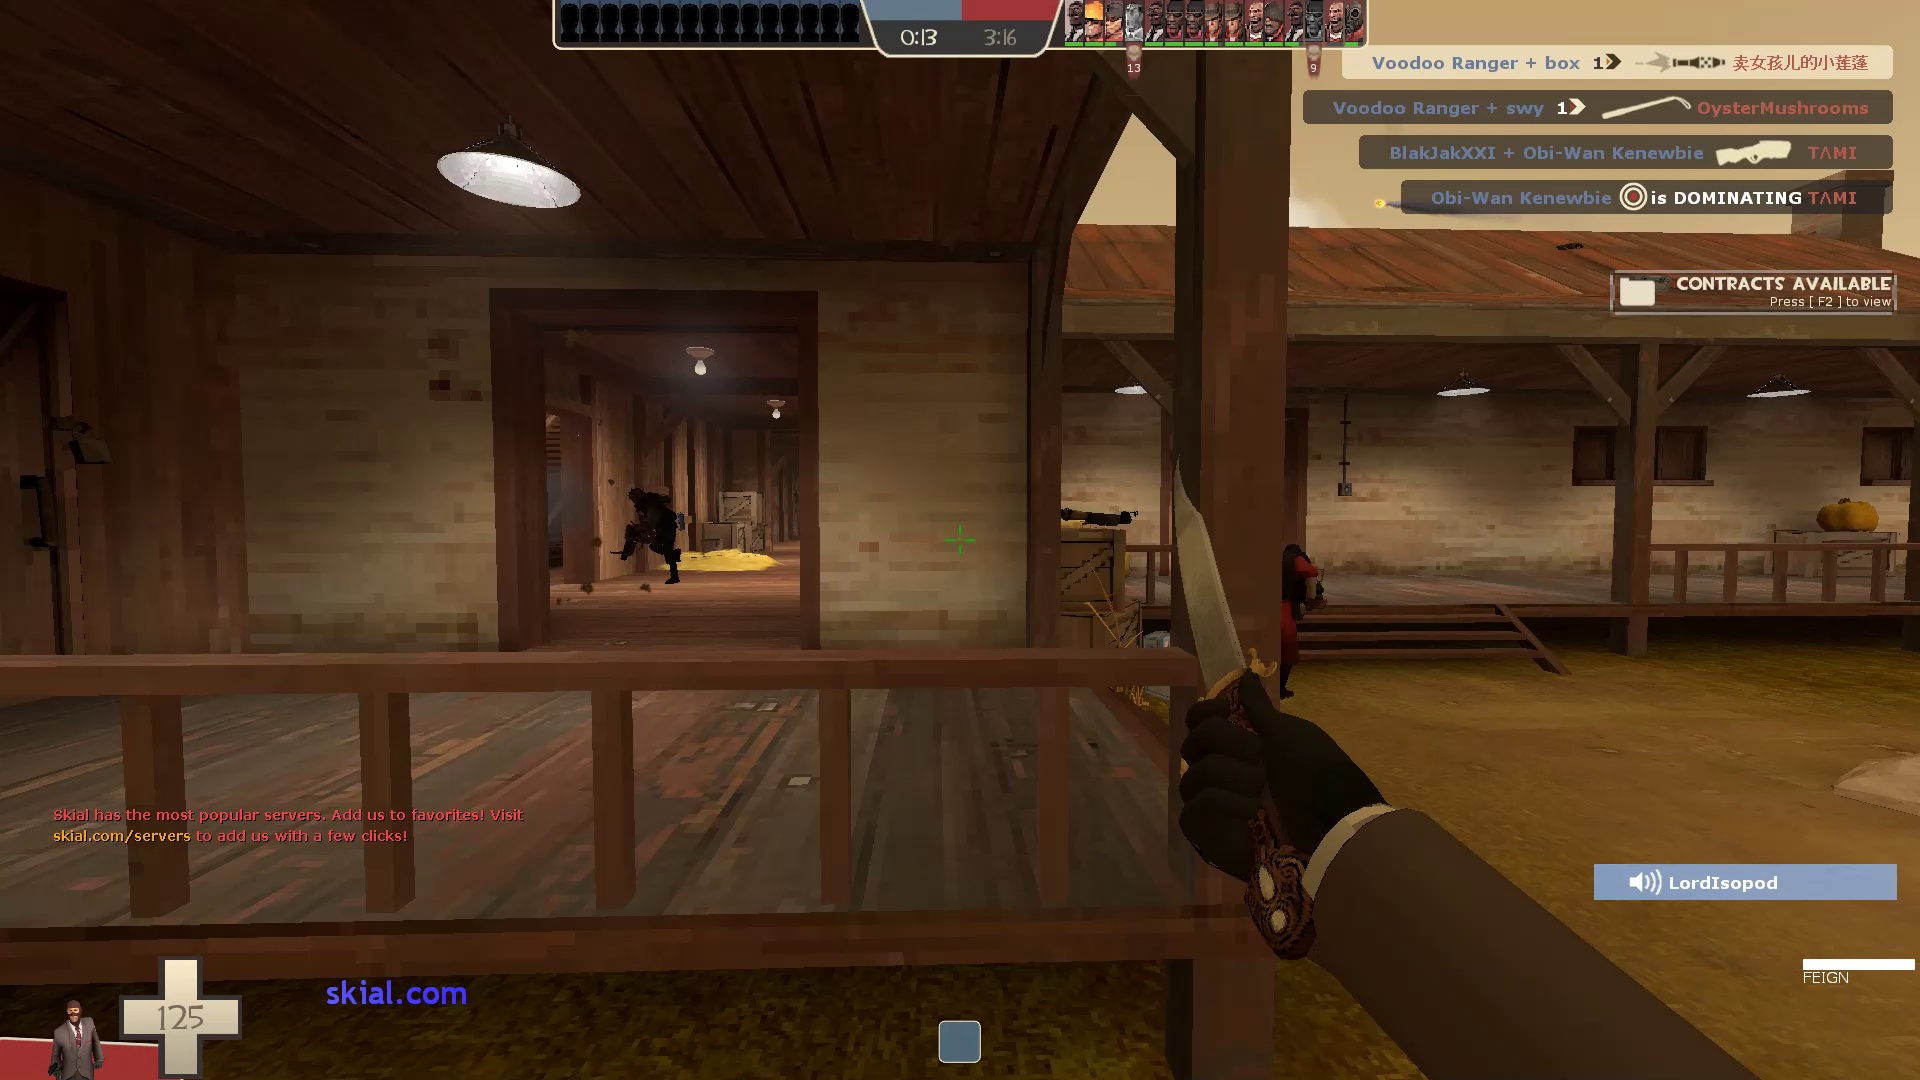 0:13 3:16
13 9
Voodoo Ranger + box 1 卖女孩儿的小莲蓬
Voodoo Ranger + swy 1 OysterMushrooms
BlakJakXXI + Obi-Wan Kenewbie TΛMI
Obi-Wan Kenewbie is DOMINATING TΛMI
CONTRACTS AVAILABLE
Press [ F2 ] to view
Skial has the most popular servers. Add us to favorites! Visit
skial.com/servers to add us with a few clicks!
LordIsopod
FEIGN
skial.com
125